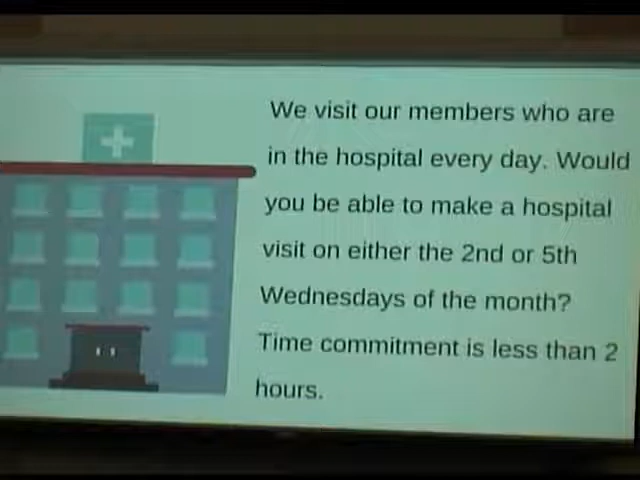 We visit our members who are
in the hospital every day. Would
you be able to make a hospital
visit on either the 2nd or 5th
Wednesdays of the month?
Time commitment is less than 2
hours.